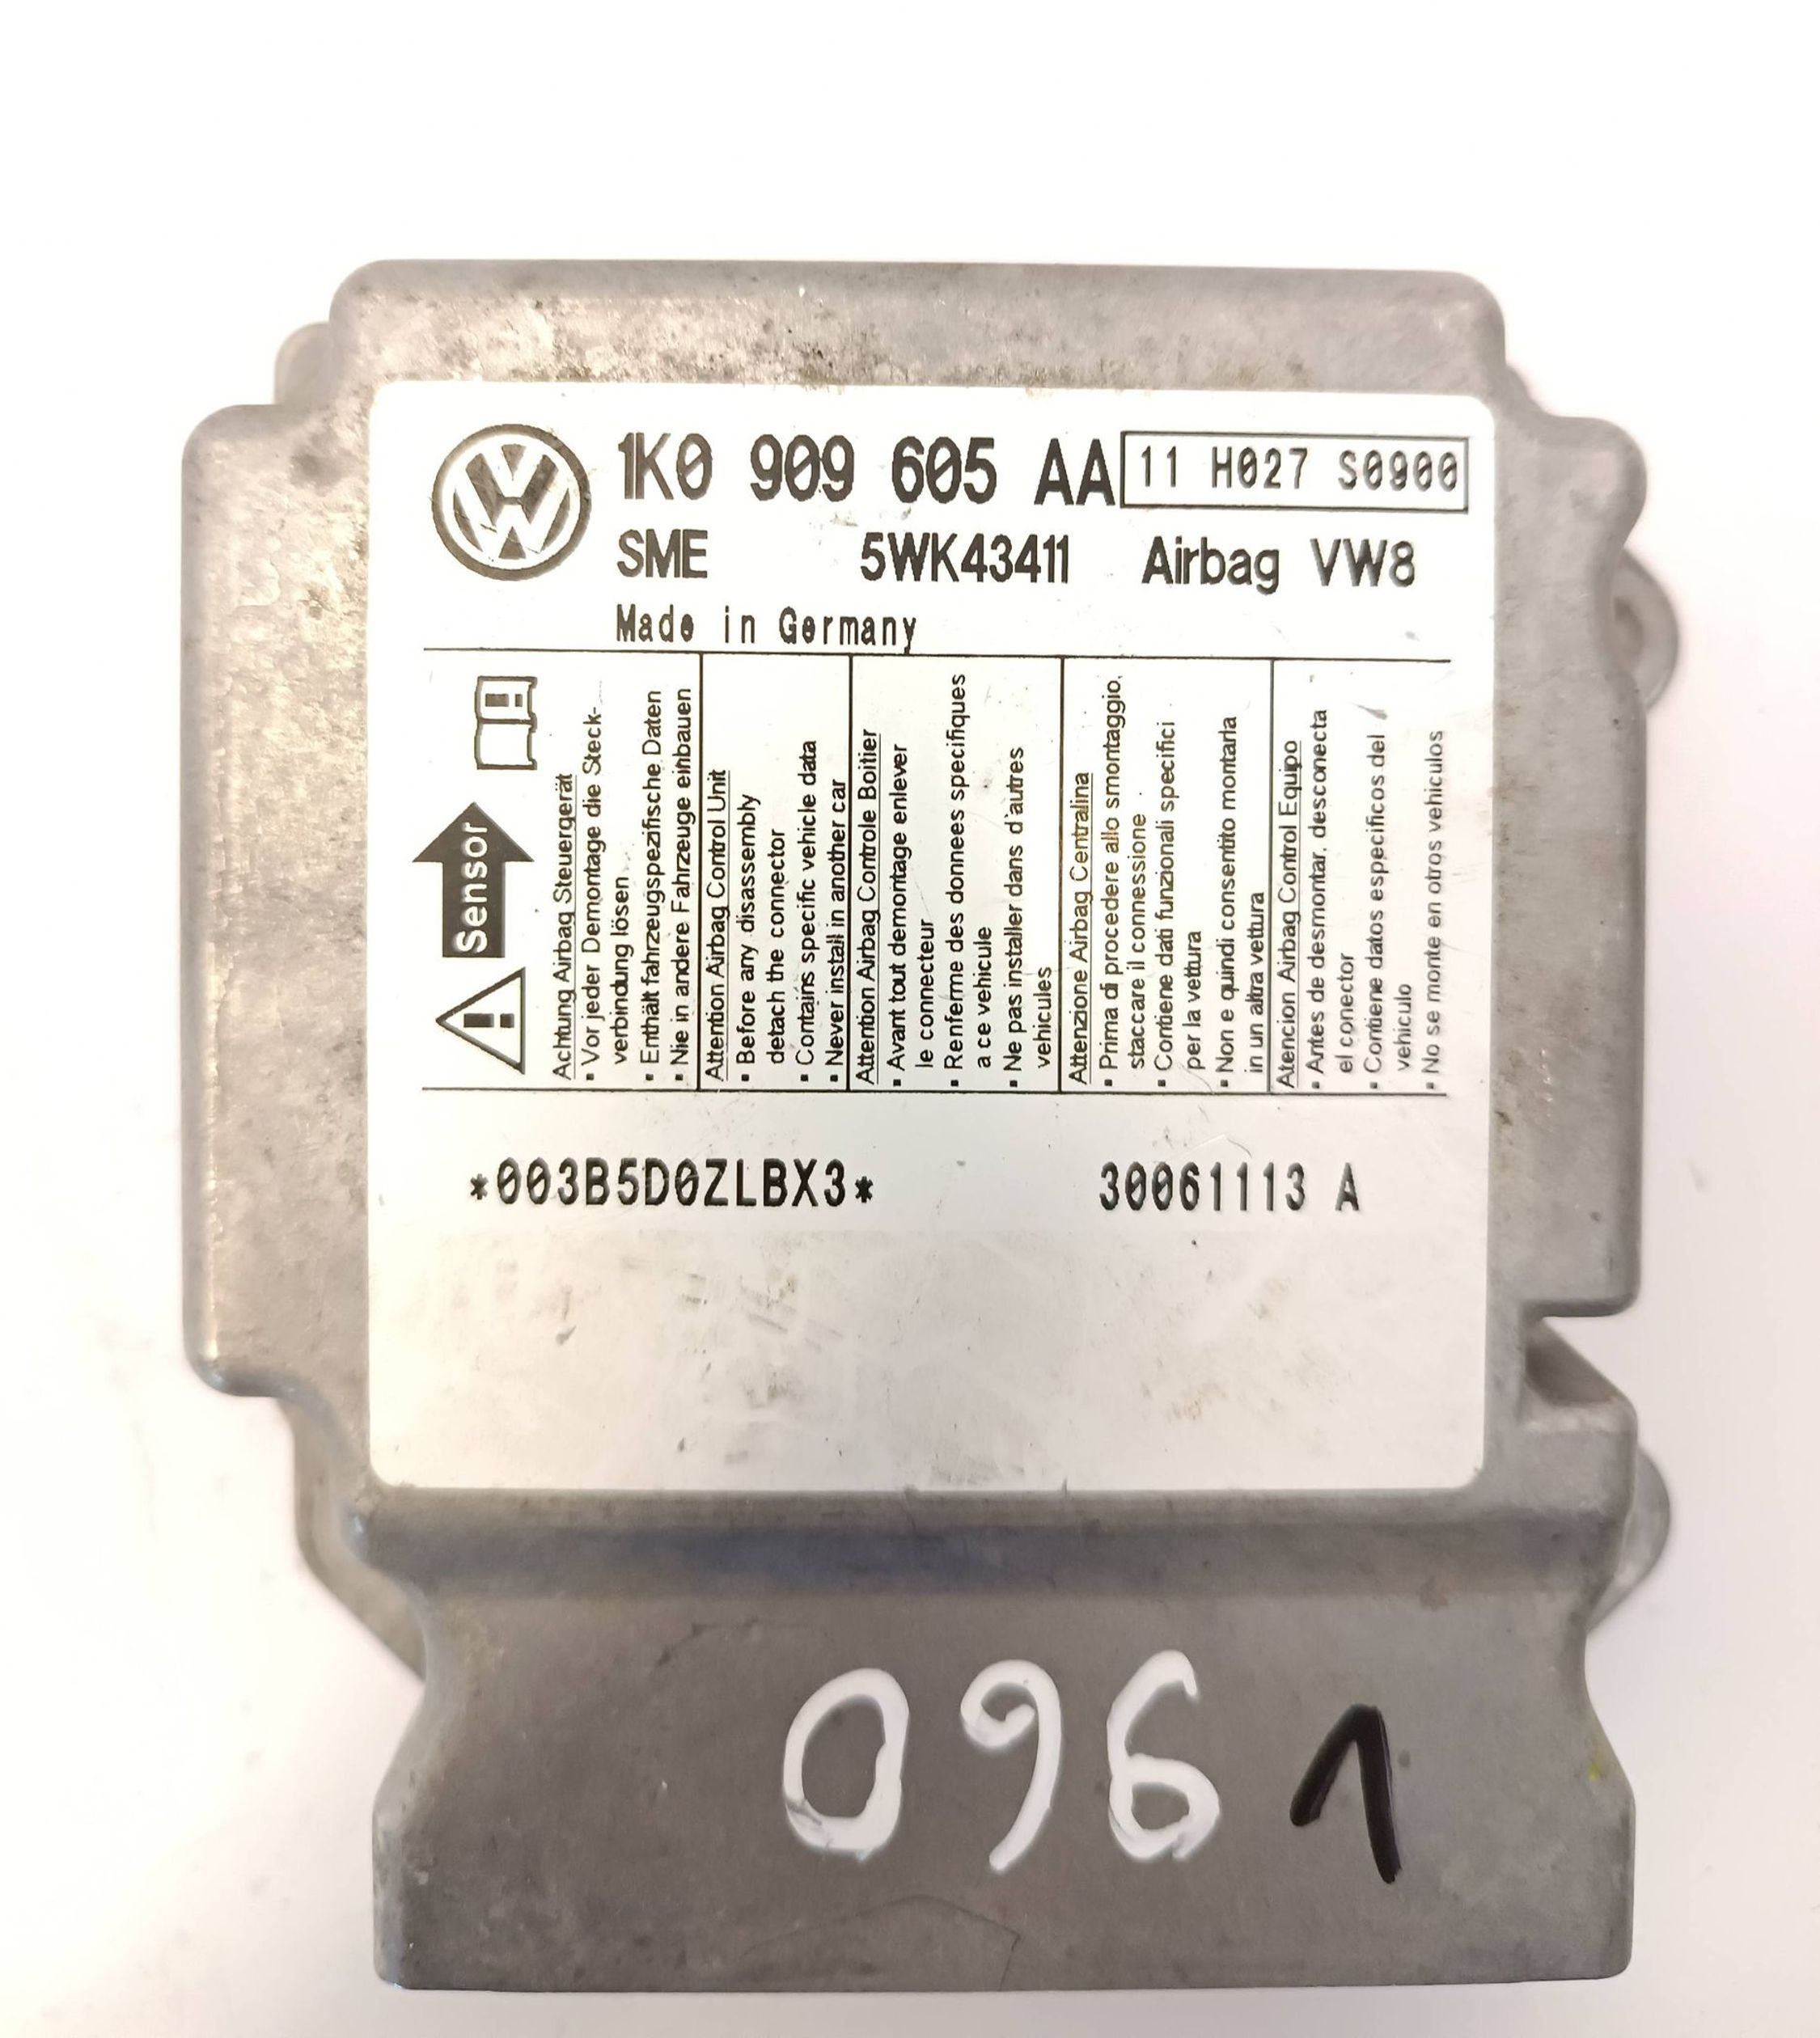 1K0 909 605 AA 11 H027 S0900
SME 5WK43411 Airbag VW8
Made in Germany
Sensor
Achtung Airbag Steuergerät
▪ Vor jeder Demontage die Steck-
verbindung lösen
▪ Enthält fahrzeugspezifische Daten
▪ Nie in andere Fahrzeuge einbauen
Attention Airbag Control Unit
▪ Before any disassembly
detach the connector
▪ Contains specific vehicle data
▪ Never install in another car
Attention Airbag Controle Boitier
▪ Avant tout demontage enlever
le connecteur
▪ Renferme des donnees specifiques
a ce vehicule
▪ Ne pas installer dans d'autres
vehicules
Attenzione Airbag Centralina
▪ Prima di procedere allo smontaggio,
staccare il connessione
▪ Contiene dati funzionali specifici
per la vettura
▪ Non e quindi consentito montarla
in un altra vettura
Atencion Airbag Control Equipo
▪ Antes de desmontar, desconecta
el conector
▪ Contiene datos especificos del
vehiculo
▪ No se monte en otros vehiculos
*003B5D0ZLBX3* 30061113 A
0961